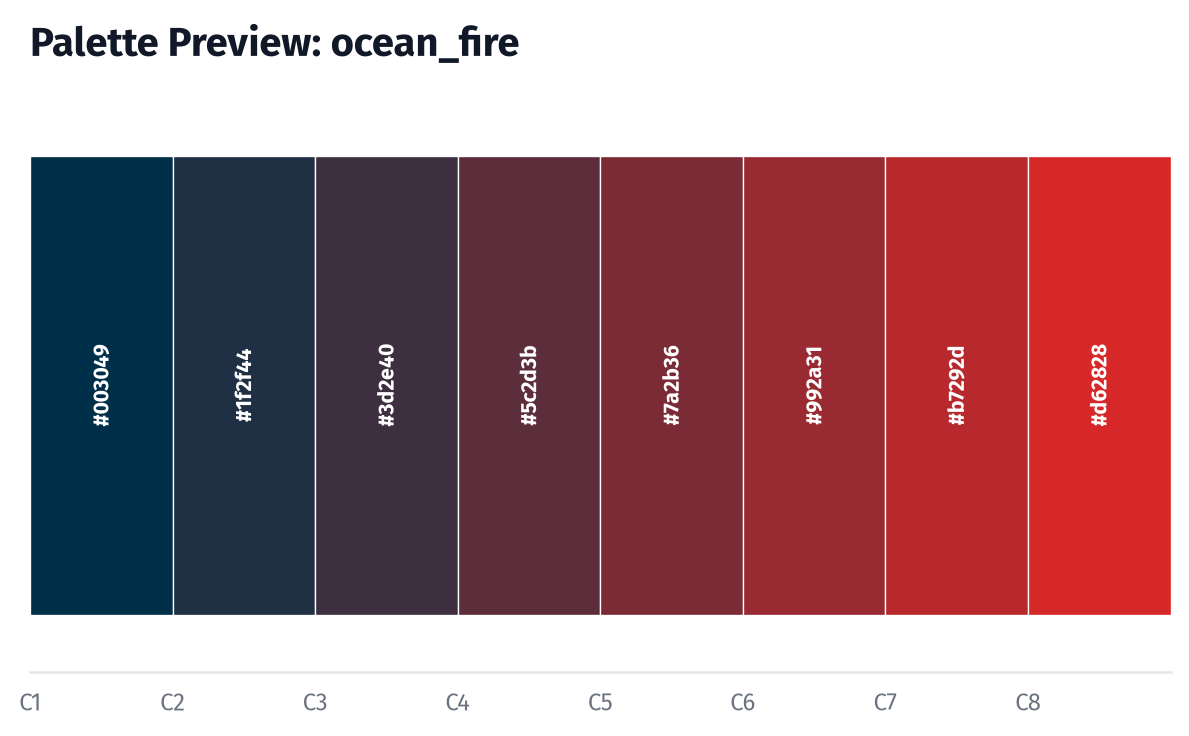 Palette Preview: ocean_fire
#003049
#1f2f44
#3d2e40
#5c2d3b
#7a2b36
#992a31
#b7292d
#d62828
C1 C2 C3 C4 C5 C6 C7 C8